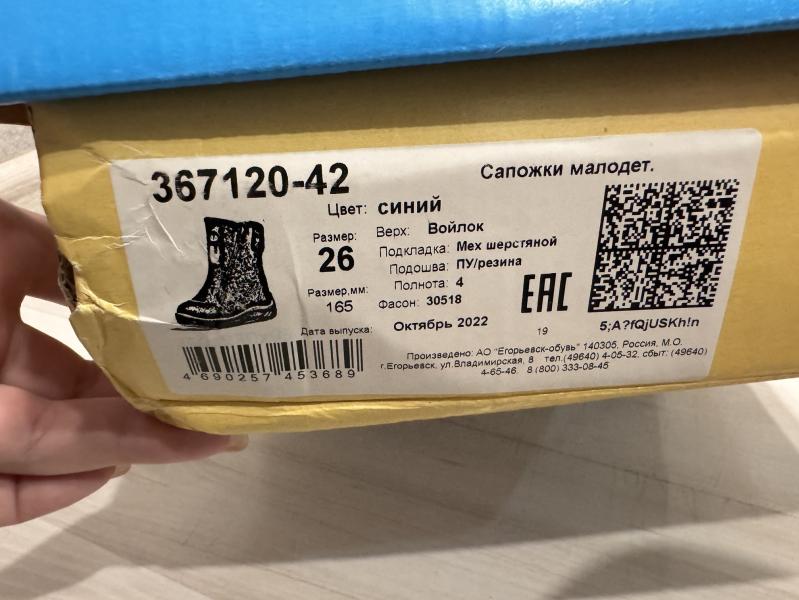 367120-42
Сапожки малодет.
Цвет: синий
Размер:
26
Верх: Войлок
Подкладка: Мех шерстяной
Подошва: ПУ/резина
Полнота: 4
Размер,мм:
165
Фасон: 30518
EAC
Дата выпуска: Октябрь 2022
19
5;A?fQjUSKh!n
4 690257 453689
Произведено: АО "Егорьевск-обувь" 140305, Россия, М.О.
г.Егорьевск, ул.Владимирская, 8 тел.(49640) 4-05-32, сбыт: (49640)
4-65-46. 8 (800) 333-08-45